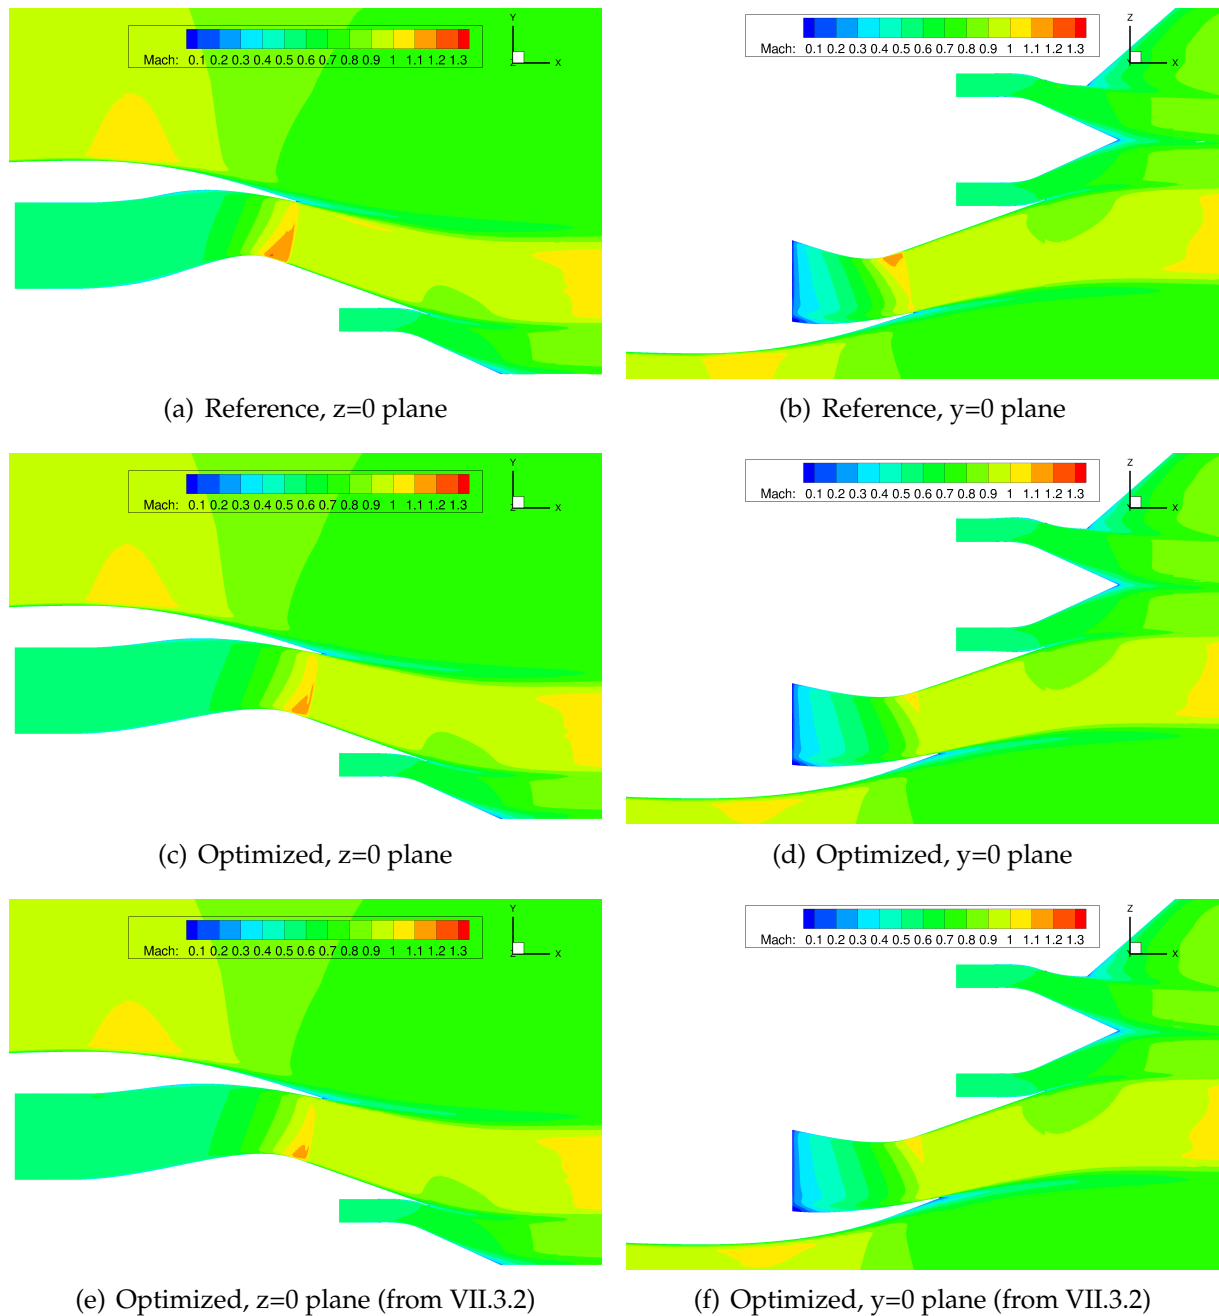 Mach: 0.1 0.2 0.3 0.4 0.5 0.6 0.7 0.8 0.9 1 1.1 1.2 1.3
Y
Z X
Mach: 0.1 0.2 0.3 0.4 0.5 0.6 0.7 0.8 0.9 1 1.1 1.2 1.3
Z
Y X
(a) Reference, z=0 plane
(b) Reference, y=0 plane
Mach: 0.1 0.2 0.3 0.4 0.5 0.6 0.7 0.8 0.9 1 1.1 1.2 1.3
Y
Z X
Mach: 0.1 0.2 0.3 0.4 0.5 0.6 0.7 0.8 0.9 1 1.1 1.2 1.3
Z
Y X
(c) Optimized, z=0 plane
(d) Optimized, y=0 plane
Mach: 0.1 0.2 0.3 0.4 0.5 0.6 0.7 0.8 0.9 1 1.1 1.2 1.3
Y
Z X
Mach: 0.1 0.2 0.3 0.4 0.5 0.6 0.7 0.8 0.9 1 1.1 1.2 1.3
Z
Y X
(e) Optimized, z=0 plane (from VII.3.2)
(f) Optimized, y=0 plane (from VII.3.2)